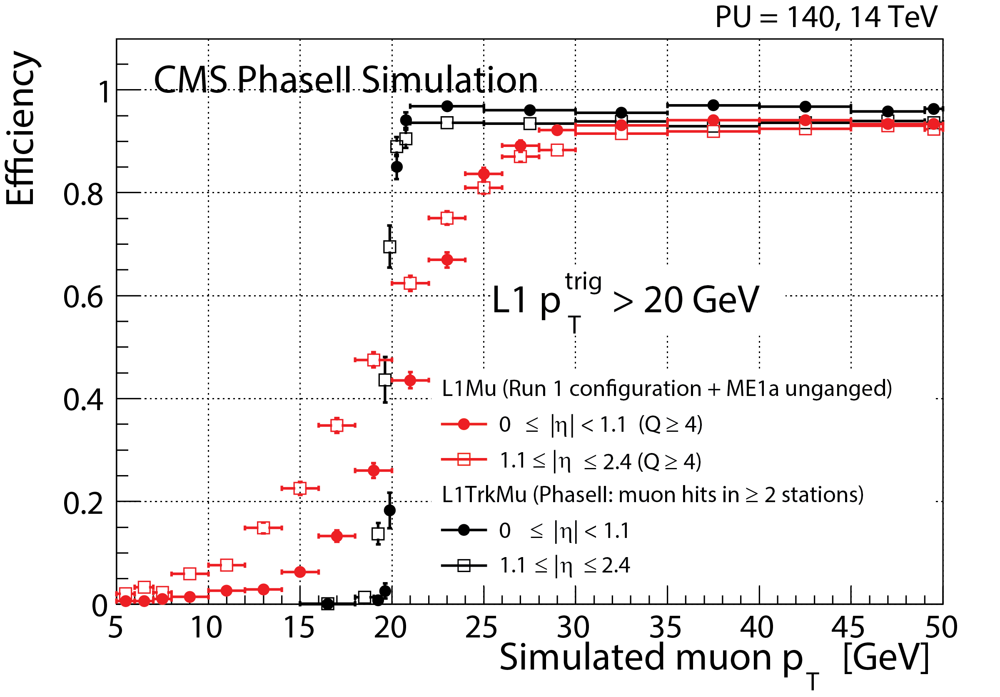 PU = 140, 14 TeV
CMS PhaseII Simulation
Efficiency
1
0.8
0.6
0.4
0.2
0
L1 p_T^trig > 20 GeV
L1Mu (Run 1 configuration + ME1a unganged)
0 ≤ |η| < 1.1 (Q ≥ 4)
1.1 ≤ |η ≤ 2.4 (Q ≥ 4)
L1TrkMu (PhaseII: muon hits in ≥ 2 stations)
0 ≤ |η| < 1.1
1.1 ≤ |η ≤ 2.4
5 10 15 20 25 30 35 40 45 50
Simulated muon p_T [GeV]